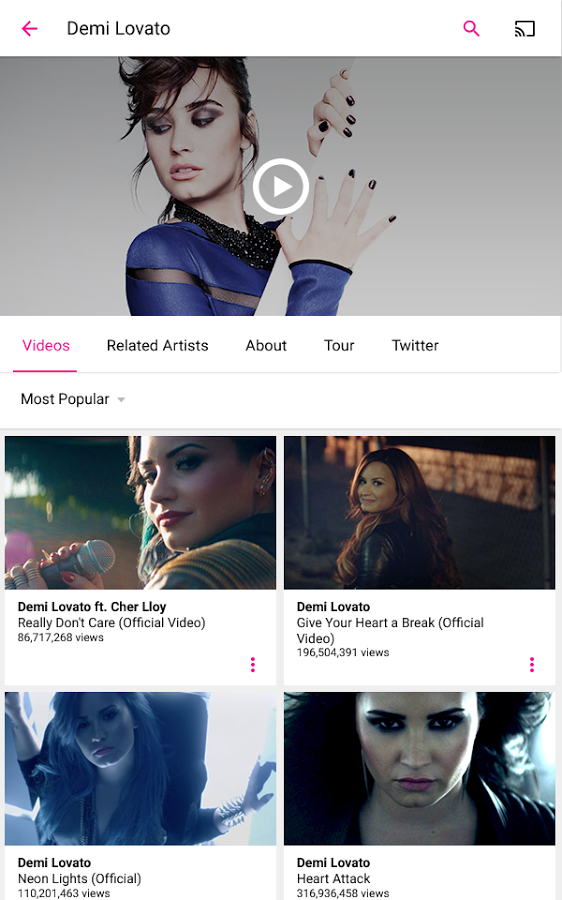 Demi Lovato
Videos Related Artists About Tour Twitter
Most Popular
Demi Lovato ft. Cher Lloy
Really Don't Care (Official Video)
86,717,268 views
Demi Lovato
Give Your Heart a Break (Official
Video)
196,504,391 views
Demi Lovato
Neon Lights (Official)
110,201,463 views
Demi Lovato
Heart Attack
316,936,458 views